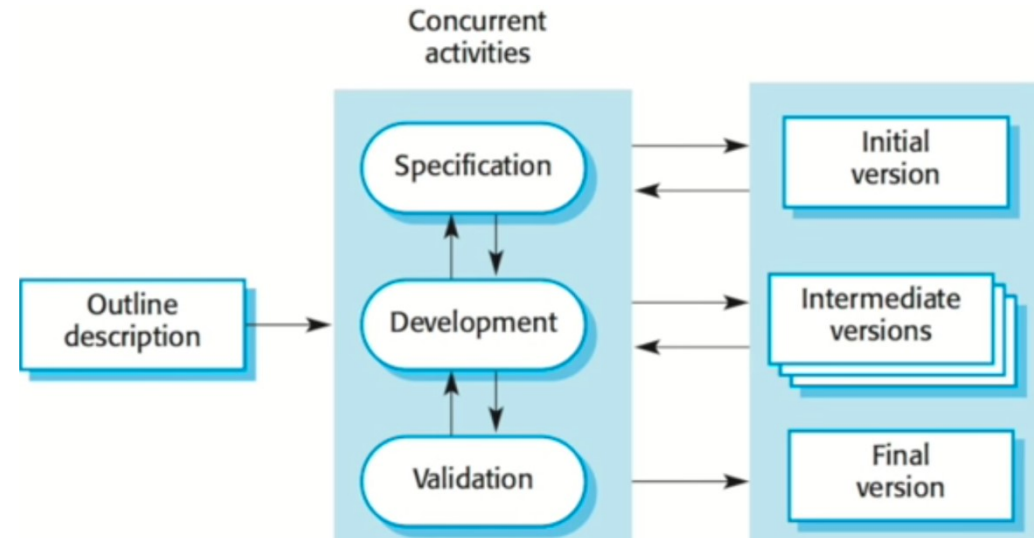 Concurrent
activities
Specification
Initial
version
Outline
description
Development
Intermediate
versions
Validation
Final
version